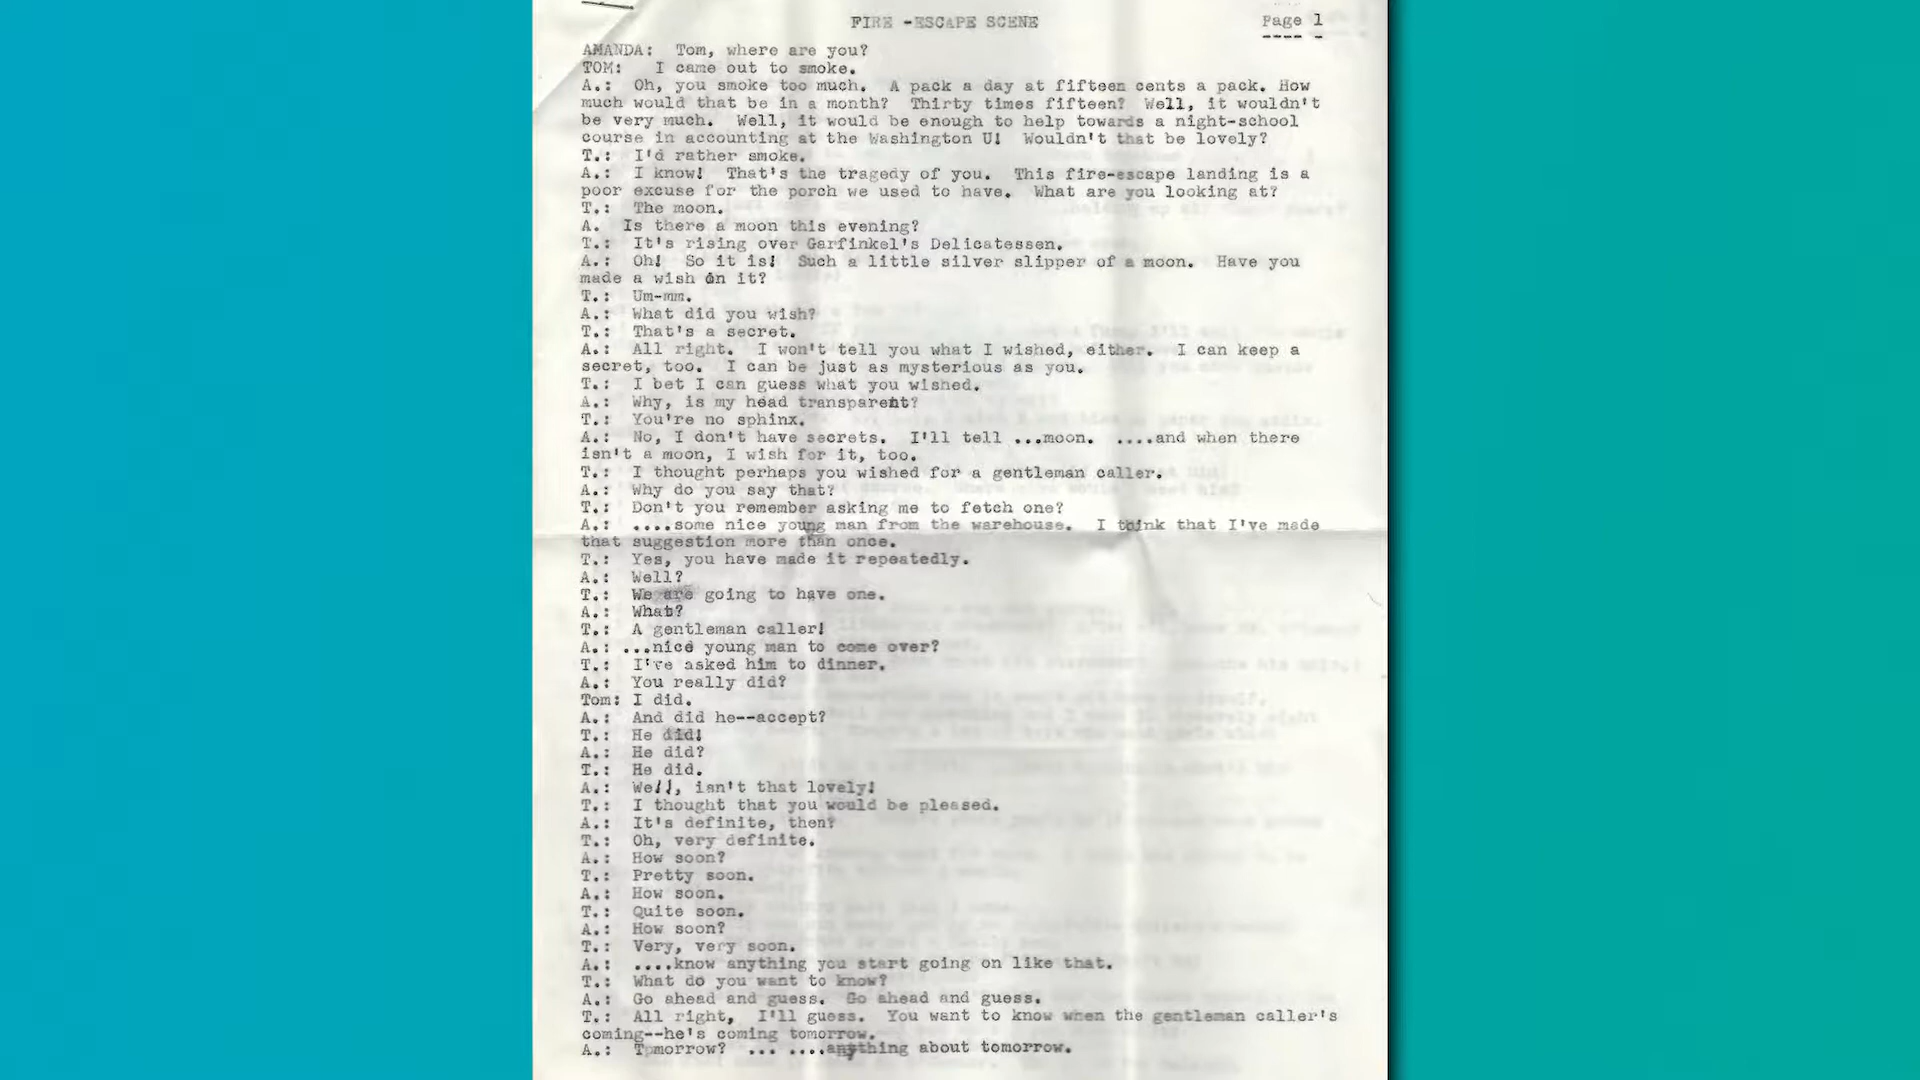 FIRE -ESCAPE SCENE
Page 1
AMANDA: Tom, where are you?
TOM: I came out to smoke.
A.: Oh, you smoke too much. A pack a day at fifteen cents a pack. How
much would that be in a month? Thirty times fifteen? Well, it wouldn't
be very much. Well, it would be enough to help towards a night-school
course in accounting at the Washington U! Wouldn't that be lovely?
T.: I'd rather smoke.
A.: I know! That's the tragedy of you. This fire-escape landing is a
poor excuse for the porch we used to have. What are you looking at?
T.: The moon.
A. Is there a moon this evening?
T.: It's rising over Garfinkel's Delicatessen.
A.: Oh! So it is! Such a little silver slipper of a moon. Have you
made a wish on it?
T.: Um-mm.
A.: What did you wish?
T.: That's a secret.
A.: All right. I won't tell you what I wished, either. I can keep a
secret, too. I can be just as mysterious as you.
T.: I bet I can guess what you wished.
A.: Why, is my head transparent?
T.: You're no sphinx.
A.: No, I don't have secrets. I'll tell ...moon. ....and when there
isn't a moon, I wish for it, too.
T.: I thought perhaps you wished for a gentleman caller.
A.: Why do you say that?
T.: Don't you remember asking me to fetch one?
A.: ....some nice young man from the warehouse. I think that I've made
that suggestion more than once.
T.: Yes, you have made it repeatedly.
A.: Well?
T.: We are going to have one.
A.: What?
T.: A gentleman caller!
A.: ...nice young man to come over?
T.: I've asked him to dinner.
A.: You really did?
Tom: I did.
A.: And did he--accept?
T.: He did!
A.: He did?
T.: He did.
A.: Well, isn't that lovely!
T.: I thought that you would be pleased.
A.: It's definite, then?
T.: Oh, very definite.
A.: How soon?
T.: Pretty soon.
A.: How soon.
T.: Quite soon.
A.: How soon?
T.: Very, very soon.
A.: ....know anything you start going on like that.
T.: What do you want to know?
A.: Go ahead and guess. Go ahead and guess.
T.: All right, I'll guess. You want to know when the gentleman caller's
coming--he's coming tomorrow.
A.: Tomorrow? ... ....anything about tomorrow.